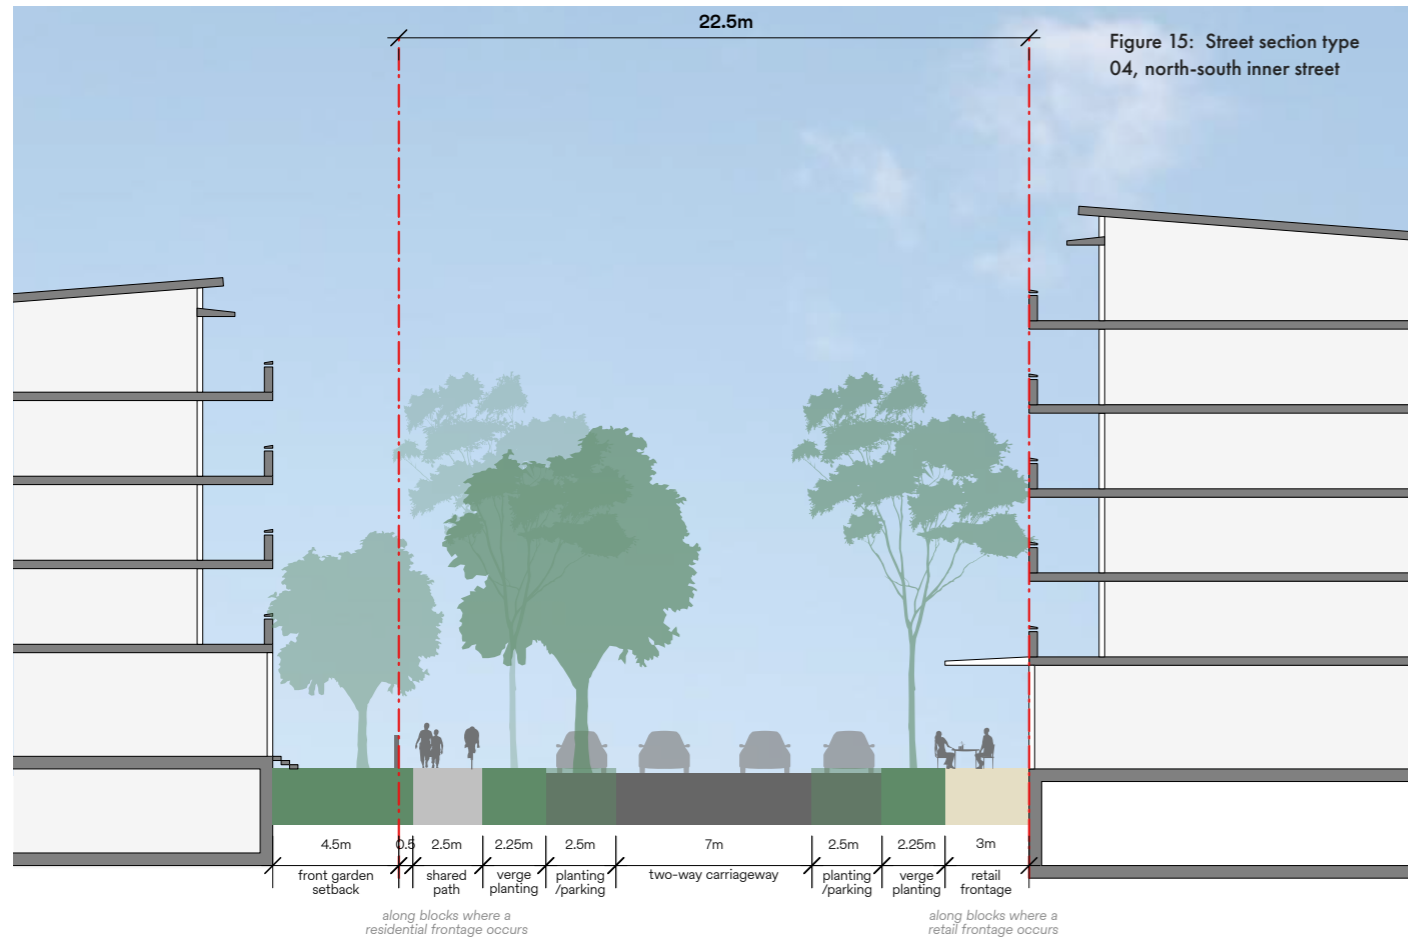 22.5m
Figure 15: Street section type
04, north-south inner street
4.5m
0.5
2.5m
2.25m
2.5m
7m
2.5m
2.25m
3m
front garden
setback
shared
path
verge
planting
planting
/parking
two-way carriageway
planting
/parking
verge
planting
retail
frontage
along blocks where a
residential frontage occurs
along blocks where a
retail frontage occurs